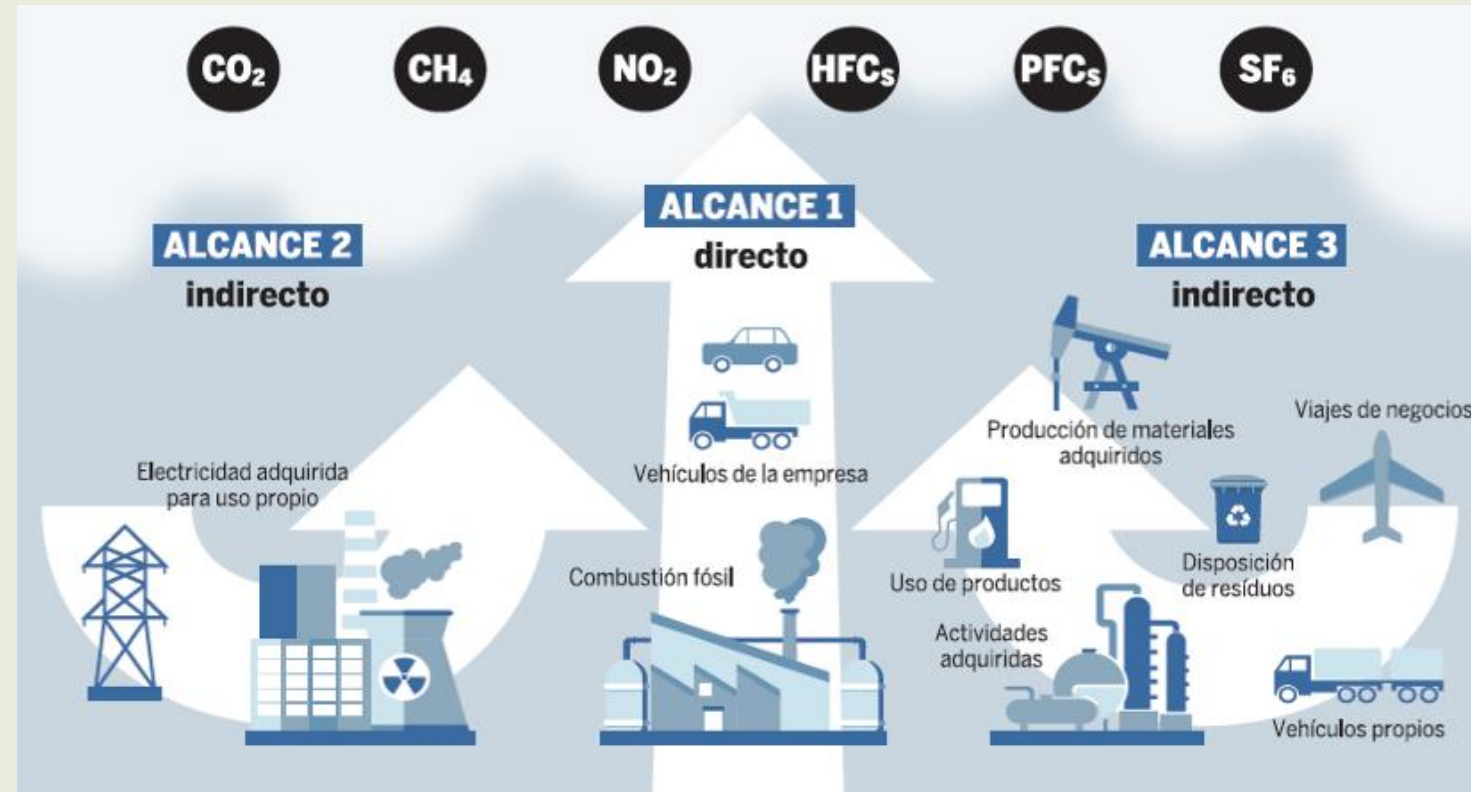 CO₂
CH₄
NO₂
HFCs
PFCs
SF₆
ALCANCE 2
indirecto
Electricidad adquirida
para uso propio
ALCANCE 1
directo
Vehículos de la empresa
Combustión fósil
ALCANCE 3
indirecto
Producción de materiales
adquiridos
Viajes de negocios
Uso de productos
Disposición
de resíduos
Actividades
adquiridas
Vehículos propios